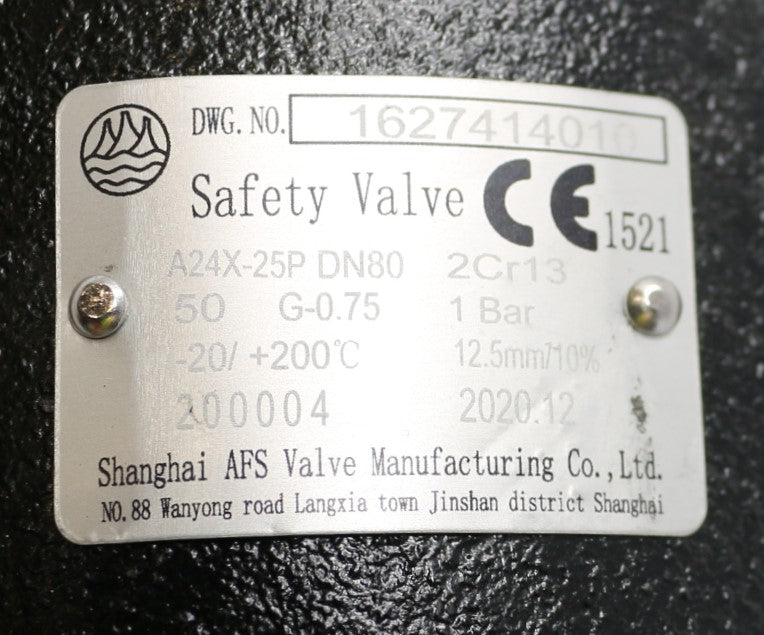 DWG. NO. 1627414010
Safety Valve CE 1521
A24X-25P DN80 2Cr13
50 G-0.75 1 Bar
-20/ +200℃ 12.5mm/10%
200004 2020.12
Shanghai AFS Valve Manufacturing Co.,Ltd.
NO. 88 Wanyong road Langxia town Jinshan district Shanghai